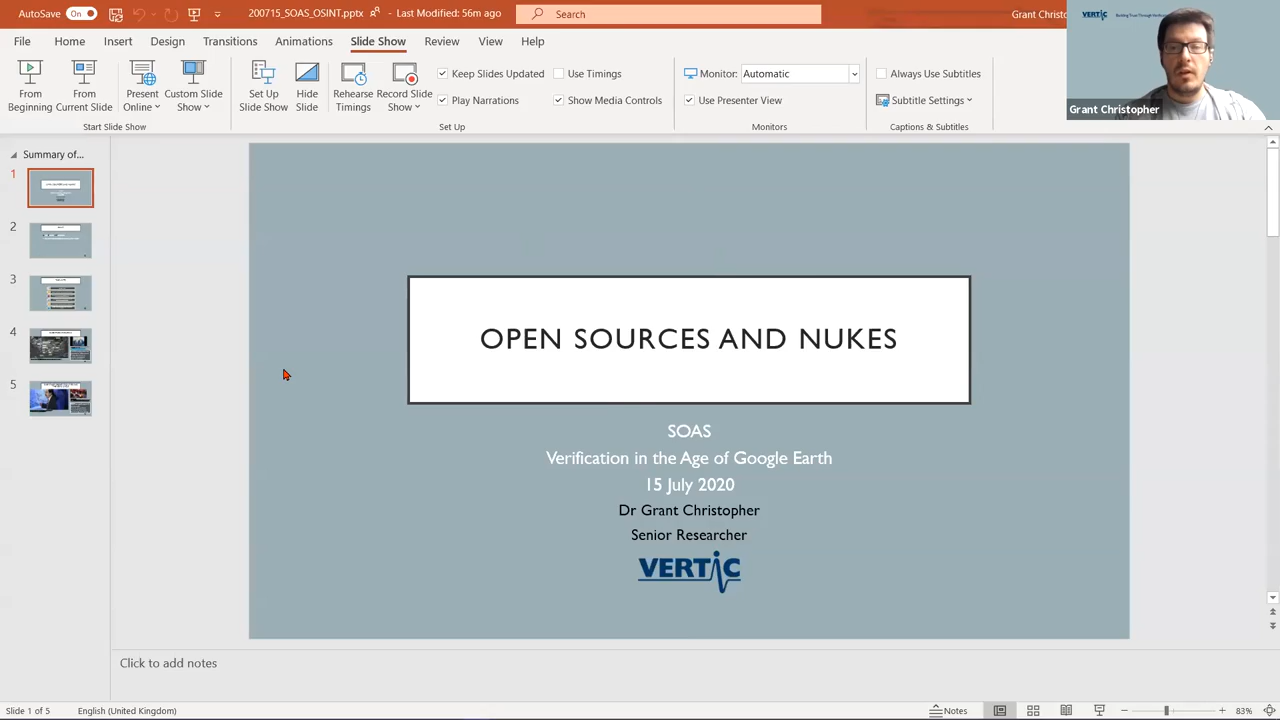 AutoSave On
200715_SOAS_OSINT.pptx
Last Modified: 56m ago
Search
Grant Christo
VERTIC
File Home Insert Design Transitions Animations Slide Show Review View Help
From Beginning
From Current Slide
Present Online
Custom Slide Show
Set Up Slide Show
Hide Slide
Rehearse Timings
Record Slide Show
Keep Slides Updated
Use Timings
Play Narrations
Show Media Controls
Monitor: Automatic
Use Presenter View
Always Use Subtitles
Subtitle Settings
Grant Christopher
Start Slide Show
Set Up
Monitors
Captions & Subtitles
Summary of...
1
2
3
4
5
OPEN SOURCES AND NUKES
SOAS
Verification in the Age of Google Earth
15 July 2020
Dr Grant Christopher
Senior Researcher
VERTIC
Click to add notes
Slide 1 of 5
English (United Kingdom)
Notes
83%